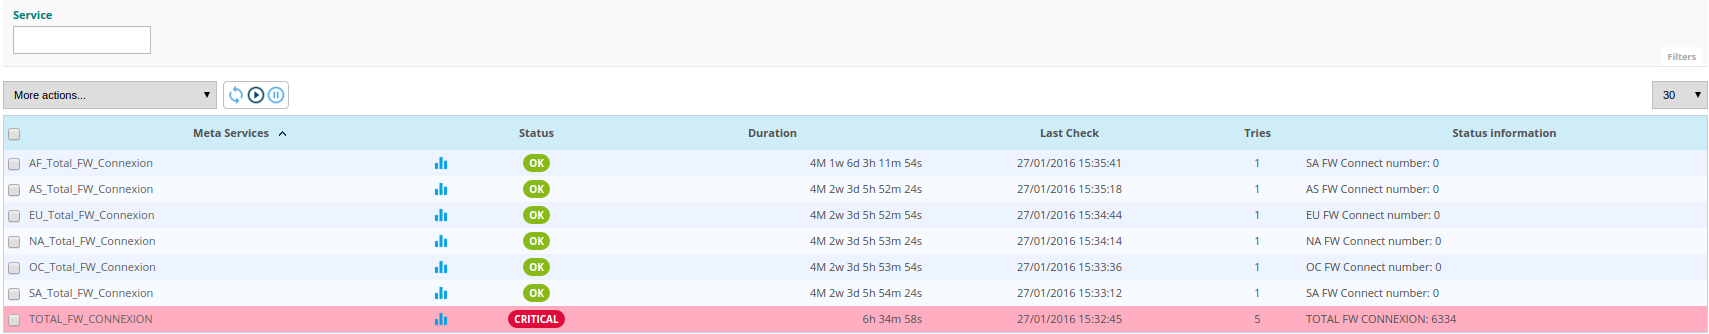 Service
Filters
More actions... 30
Meta Services Status Duration Last Check Tries Status information
AF_Total_FW_Connexion OK 4M 1w 6d 3h 11m 54s 27/01/2016 15:35:41 1 SA FW Connect number: 0
AS_Total_FW_Connexion OK 4M 2w 3d 5h 52m 24s 27/01/2016 15:35:18 1 AS FW Connect number: 0
EU_Total_FW_Connexion OK 4M 2w 3d 5h 52m 54s 27/01/2016 15:34:44 1 EU FW Connect number: 0
NA_Total_FW_Connexion OK 4M 2w 3d 5h 53m 24s 27/01/2016 15:34:14 1 NA FW Connect number: 0
OC_Total_FW_Connexion OK 4M 2w 3d 5h 53m 54s 27/01/2016 15:33:36 1 OC FW Connect number: 0
SA_Total_FW_Connexion OK 4M 2w 3d 5h 54m 24s 27/01/2016 15:33:12 1 SA FW Connect number: 0
TOTAL_FW_CONNEXION CRITICAL 6h 34m 58s 27/01/2016 15:32:45 5 TOTAL FW CONNEXION: 6334